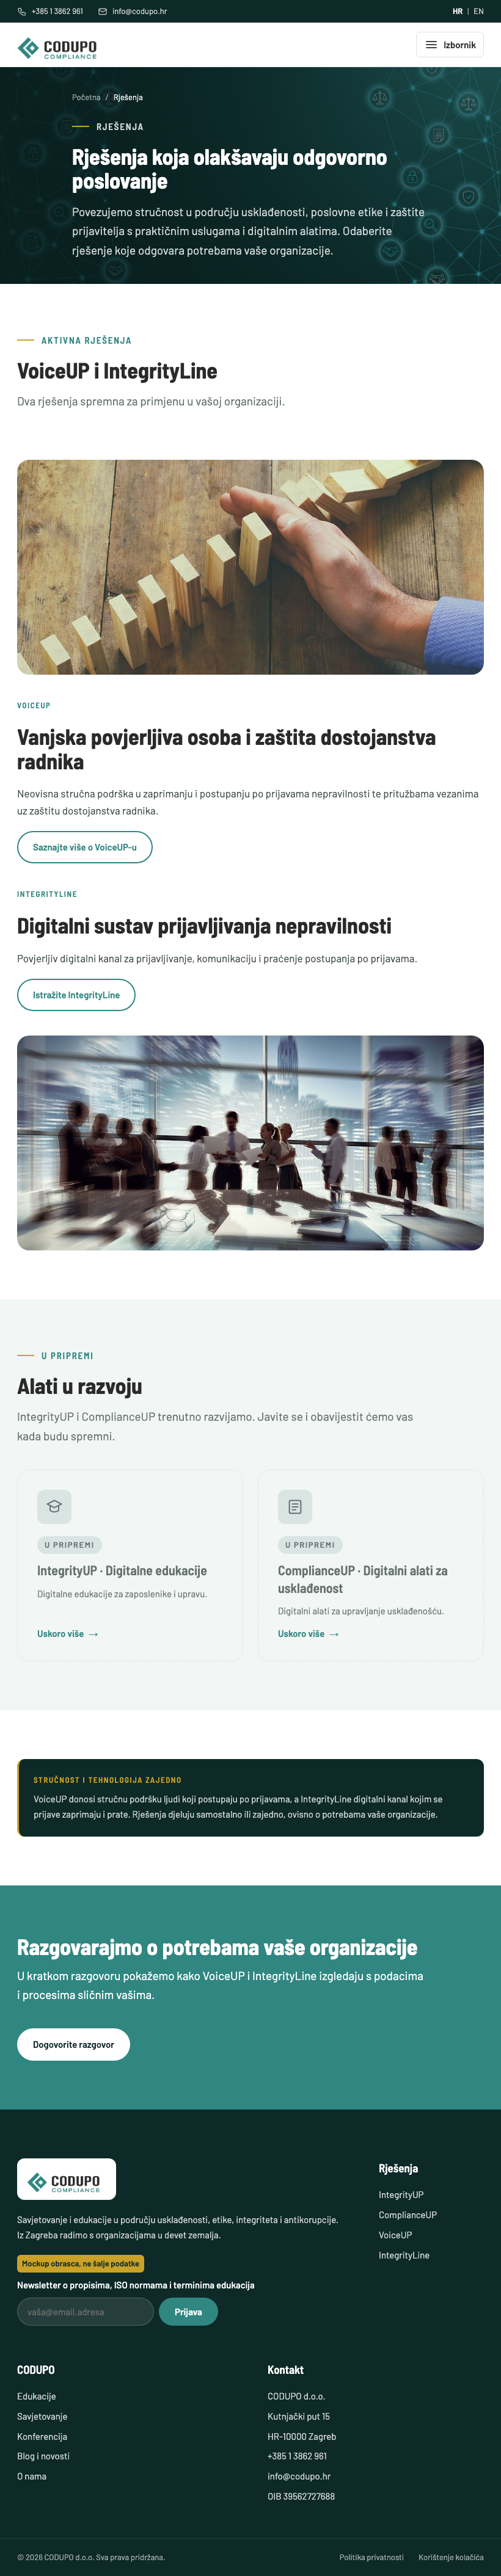 +385 1 3862 961
info@codupo.hr
HR | EN
CODUPO
COMPLIANCE
Izbornik
Početna / Rješenja
RJEŠENJA
Rješenja koja olakšavaju odgovorno
poslovanje
Povezujemo stručnost u području usklađenosti, poslovne etike i zaštite
prijavitelja s praktičnim uslugama i digitalnim alatima. Odaberite
rješenje koje odgovara potrebama vaše organizacije.
AKTIVNA RJEŠENJA
VoiceUP i IntegrityLine
Dva rješenja spremna za primjenu u vašoj organizaciji.
VOICEUP
Vanjska povjerljiva osoba i zaštita dostojanstva
radnika
Neovisna stručna podrška u zaprimanju i postupanju po prijavama nepravilnosti te pritužbama vezanima
uz zaštitu dostojanstva radnika.
Saznajte više o VoiceUP-u
INTEGRITYLINE
Digitalni sustav prijavljivanja nepravilnosti
Povjerljiv digitalni kanal za prijavljivanje, komunikaciju i praćenje postupanja po prijavama.
Istražite IntegrityLine
U PRIPREMI
Alati u razvoju
IntegrityUP i ComplianceUP trenutno razvijamo. Javite se i obavijestit ćemo vas
kada budu spremni.
U PRIPREMI
IntegrityUP · Digitalne edukacije
Digitalne edukacije za zaposlenike i upravu.
Uskoro više →
U PRIPREMI
ComplianceUP · Digitalni alati za
usklađenost
Digitalni alati za upravljanje usklađenošću.
Uskoro više →
STRUČNOST I TEHNOLOGIJA ZAJEDNO
VoiceUP donosi stručnu podršku ljudi koji postupaju po prijavama, a IntegrityLine digitalni kanal kojim se
prijave zaprimaju i prate. Rješenja djeluju samostalno ili zajedno, ovisno o potrebama vaše organizacije.
Razgovarajmo o potrebama vaše organizacije
U kratkom razgovoru pokažemo kako VoiceUP i IntegrityLine izgledaju s podacima
i procesima sličnim vašima.
Dogovorite razgovor
CODUPO
COMPLIANCE
Savjetovanje i edukacije u području usklađenosti, etike, integriteta i antikorupcije.
Iz Zagreba radimo s organizacijama u devet zemalja.
Mockup obrasca, ne šalje podatke
Newsletter o propisima, ISO normama i terminima edukacija
vaša@email.adresa
Prijava
Rješenja
IntegrityUP
ComplianceUP
VoiceUP
IntegrityLine
CODUPO
Edukacije
Savjetovanje
Konferencija
Blog i novosti
O nama
Kontakt
CODUPO d.o.o.
Kutnjački put 15
HR-10000 Zagreb
+385 1 3862 961
info@codupo.hr
OIB 39562727688
© 2026 CODUPO d.o.o. Sva prava pridržana.
Politika privatnosti
Korištenje kolačića